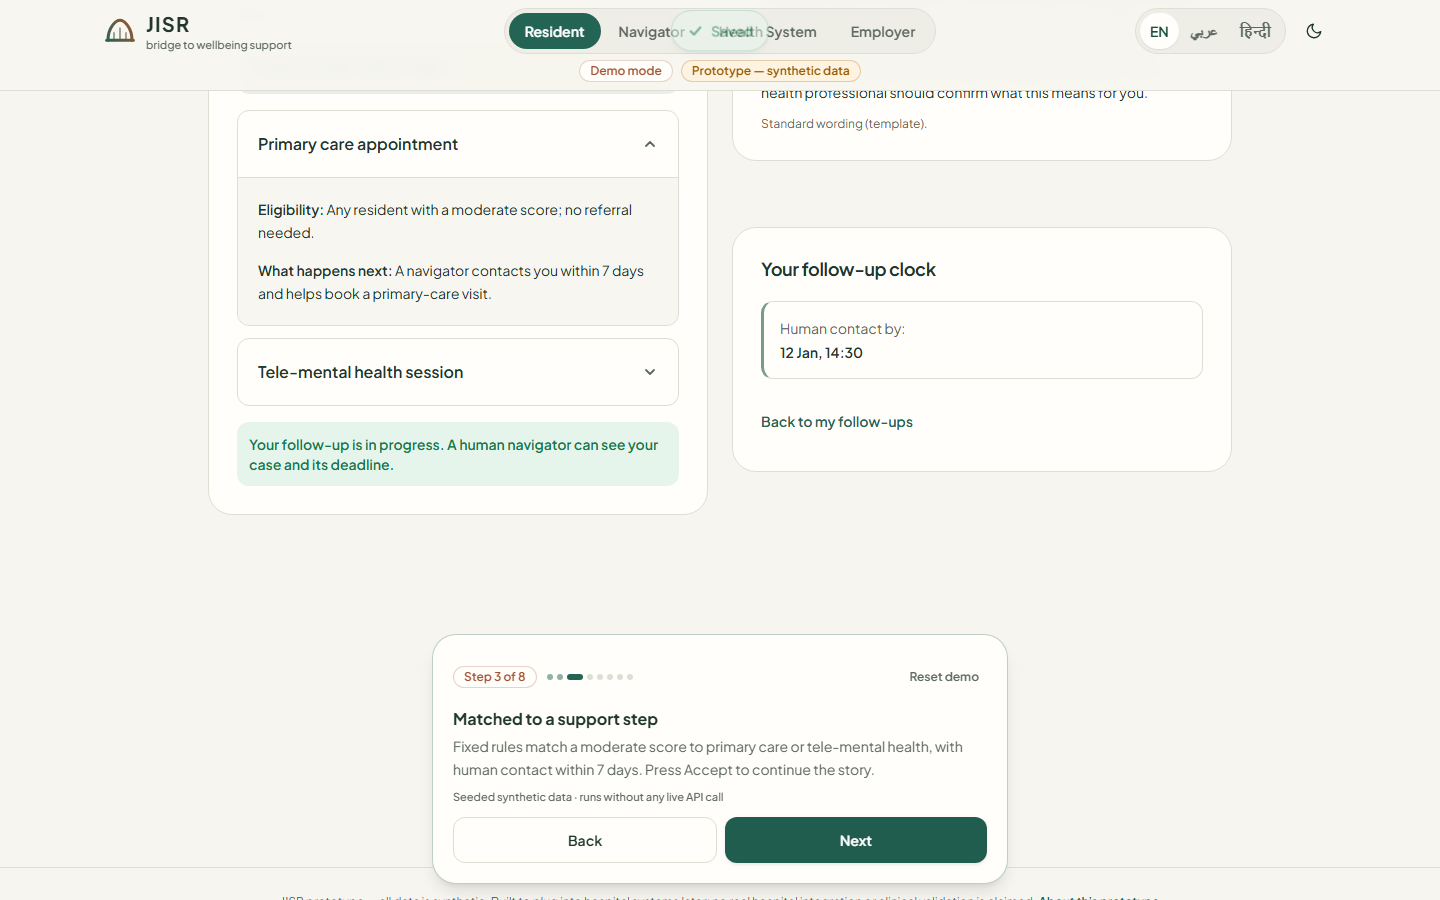 JISR
bridge to wellbeing support
Resident
Navigator
Saved
Health System
Employer
EN
عربي
हिन्दी
Demo mode
Prototype — synthetic data
health professional should confirm what this means for you.
Standard wording (template).
Primary care appointment
Eligibility: Any resident with a moderate score; no referral
needed.
What happens next: A navigator contacts you within 7 days
and helps book a primary-care visit.
Tele-mental health session
Your follow-up is in progress. A human navigator can see your
case and its deadline.
Your follow-up clock
Human contact by:
12 Jan, 14:30
Back to my follow-ups
Step 3 of 8
Reset demo
Matched to a support step
Fixed rules match a moderate score to primary care or tele-mental health, with
human contact within 7 days. Press Accept to continue the story.
Seeded synthetic data · runs without any live API call
Back
Next